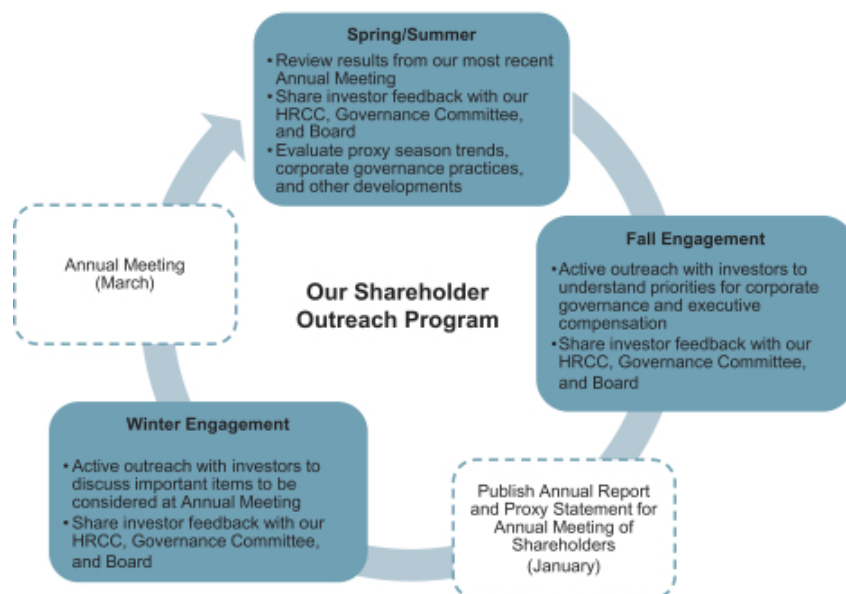 Spring/Summer
•Review results from our most recent
Annual Meeting
•Share investor feedback with our
HRCC, Governance Committee,
and Board
•Evaluate proxy season trends,
corporate governance practices,
and other developments
Fall Engagement
•Active outreach with investors to
understand priorities for corporate
governance and executive
compensation
•Share investor feedback with our
HRCC, Governance Committee,
and Board
Annual Meeting
(March)
Our Shareholder
Outreach Program
Winter Engagement
•Active outreach with investors to
discuss important items to be
considered at Annual Meeting
•Share investor feedback with our
HRCC, Governance Committee,
and Board
Publish Annual Report
and Proxy Statement for
Annual Meeting of
Shareholders
(January)